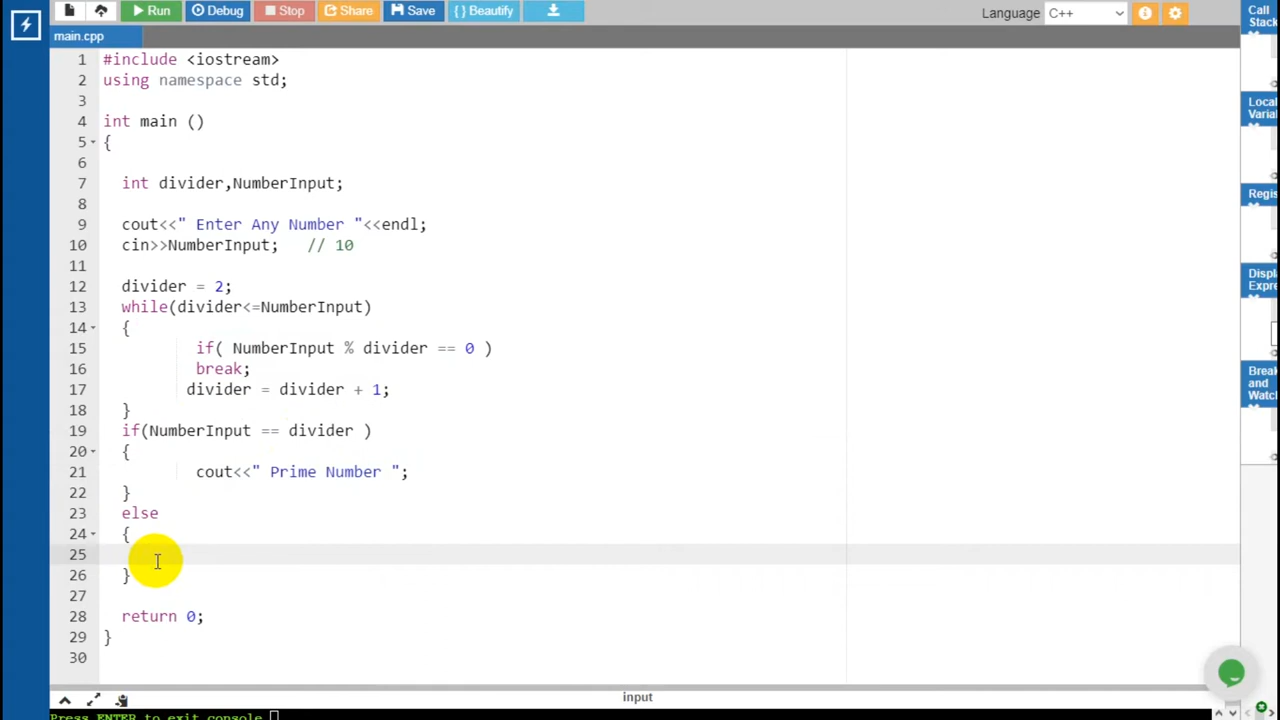 Run Debug Stop Share Save { } Beautify Language C++
main.cpp
1 #include <iostream>
2 using namespace std;
3
4 int main ()
5 {
6
7 int divider,NumberInput;
8
9 cout<<" Enter Any Number "<<endl;
10 cin>>NumberInput; // 10
11
12 divider = 2;
13 while(divider<=NumberInput)
14 {
15 if( NumberInput % divider == 0 )
16 break;
17 divider = divider + 1;
18 }
19 if(NumberInput == divider )
20 {
21 cout<<" Prime Number ";
22 }
23 else
24 {
25
26 }
27
28 return 0;
29 }
30
Call
Stack
Local
Varia
Regis
Displ
Expre
Break
and
Watc
input
Press ENTER to exit console.